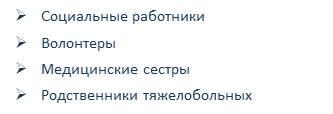 ➢ Социальные работники
➢ Волонтеры
➢ Медицинские сестры
➢ Родственники тяжелобольных